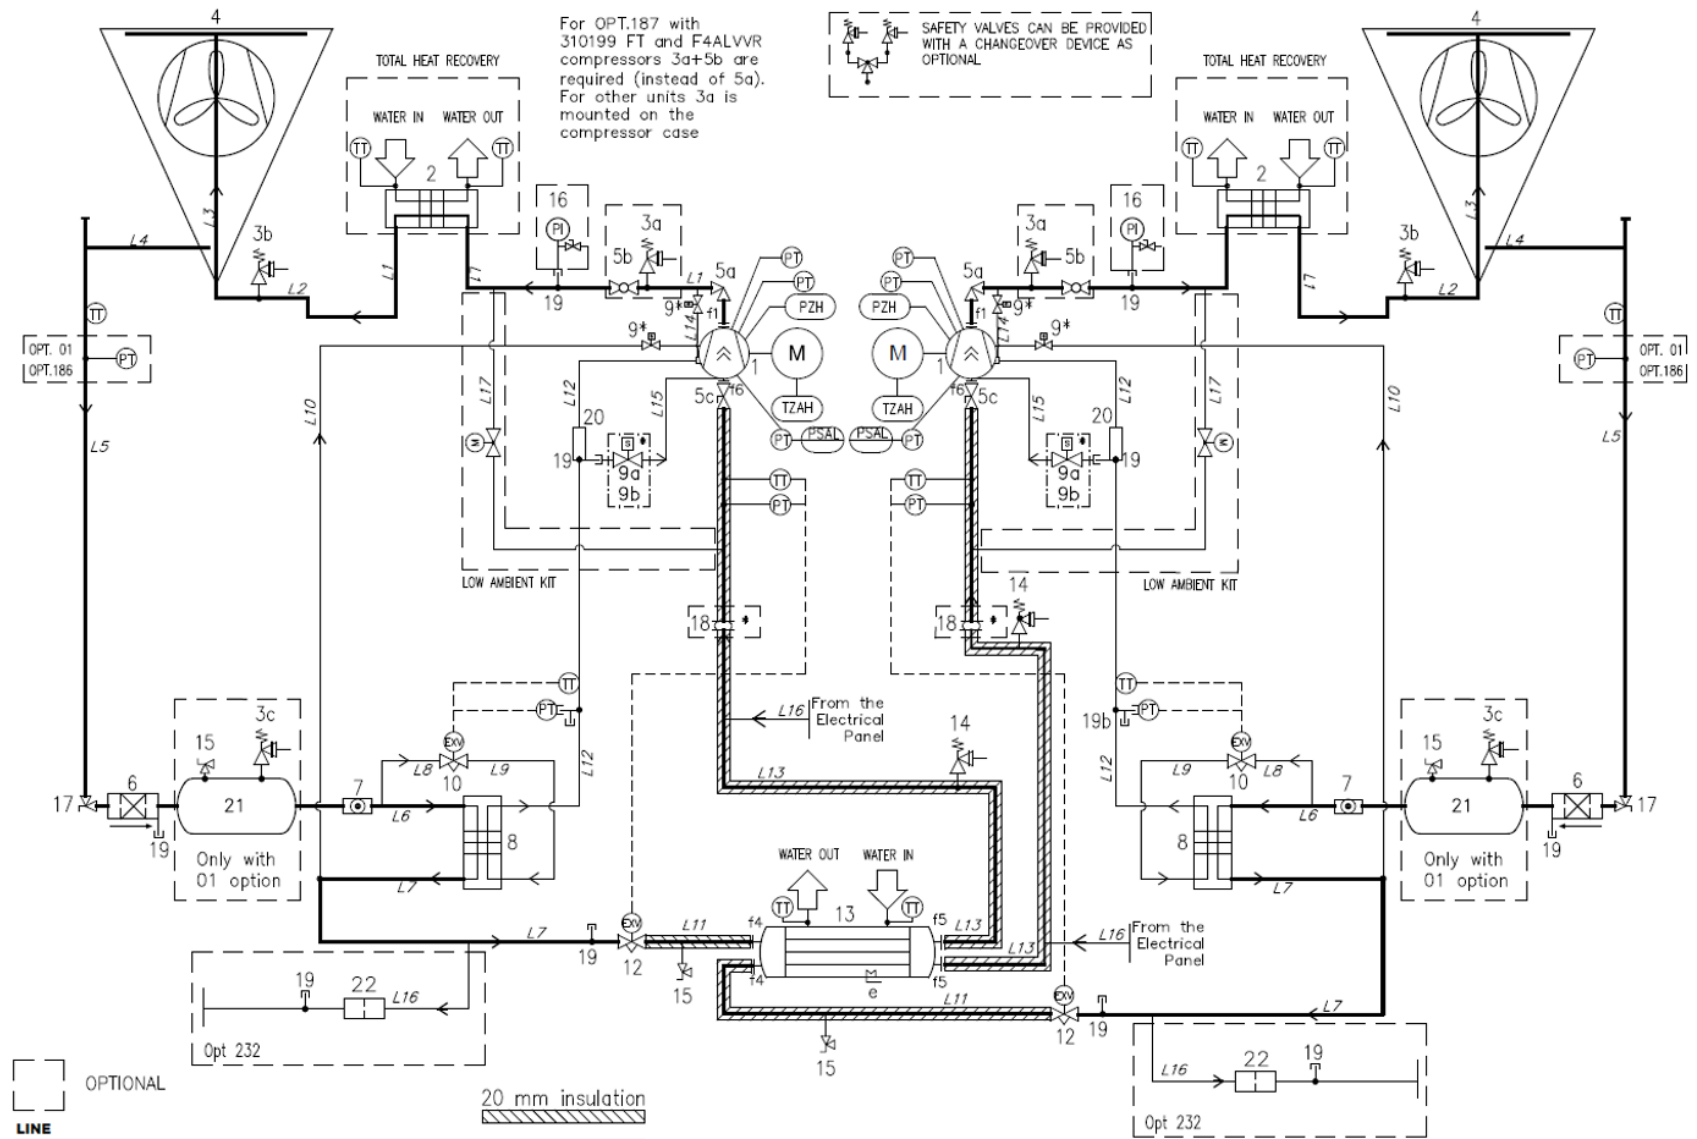 4
For OPT.187 with
310199 FT and F4ALVVR
compressors 3a+5b are
required (instead of 5a).
For other units 3a is
mounted on the
compressor case
SAFETY VALVES CAN BE PROVIDED
WITH A CHANGEOVER DEVICE AS
OPTIONAL
4
TOTAL HEAT RECOVERY
TOTAL HEAT RECOVERY
WATER IN WATER OUT
WATER IN WATER OUT
TT TT
TT TT
2
2
16
PI
16
PI
L3
3b
L4
L1
L2
L1
19
5b
3a
L1
5a
9*
f1
L14
9*
PT
PT
PZH
M
1
TZAH
PT
PSAL
f6
5c
PT
PT
PZH
M
1
TZAH
PSAL
PT
f6
5c
5a
f1
9*
L14
9*
3a
5b
19
L1
L2
3b
L3
L4
TT
OPT. 01
OPT.186
PT
TT
PT
OPT. 01
OPT.186
L5
L10
L17
L12
L15
M
20
19
S *
9a
9b
L15
L12
L17
L10
L5
M
20
19
S *
9a
9b
TT
PT
TT
PT
LOW AMBIENT KIT
LOW AMBIENT KIT
14
18 *
18 *
TT
PT
TT
19b
PT
L16
From the
Electrical
Panel
14
L13
3c
15
21
Only with
01 option
17
6
19
7
EXV
10
L8
L9
L12
L6
8
L7
3c
15
21
Only with
01 option
17
6
19
7
EXV
10
L9
L8
L12
L6
8
L7
WATER OUT WATER IN
TT TT
13
f4
f5
L13
f4
f5
L13
e
L16
From the
Electrical
Panel
L7
19
EXV
12
L11
15
L11
15
EXV
12
19
L7
19
22
L16
Opt 232
L16
22
19
Opt 232
OPTIONAL
LINE
20 mm insulation